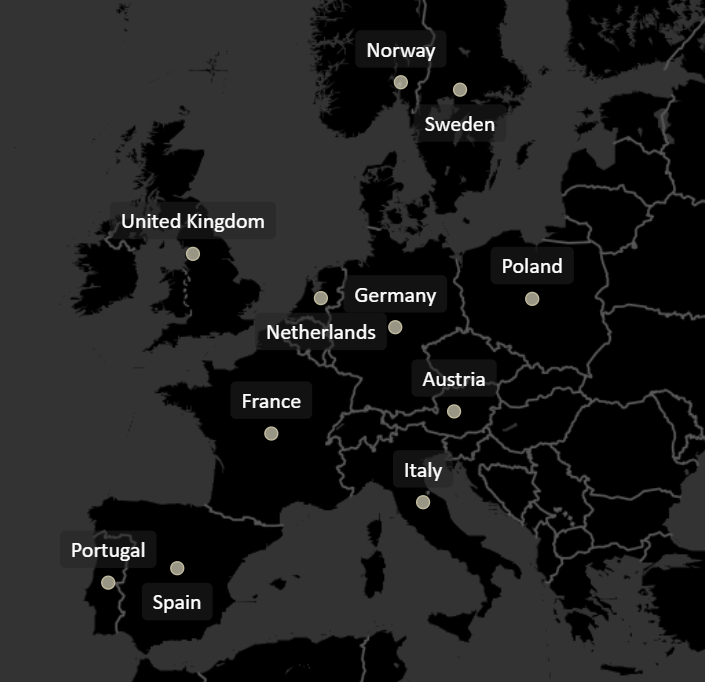 Norway
Sweden
United Kingdom
Poland
Germany
Netherlands
Austria
France
Italy
Portugal
Spain